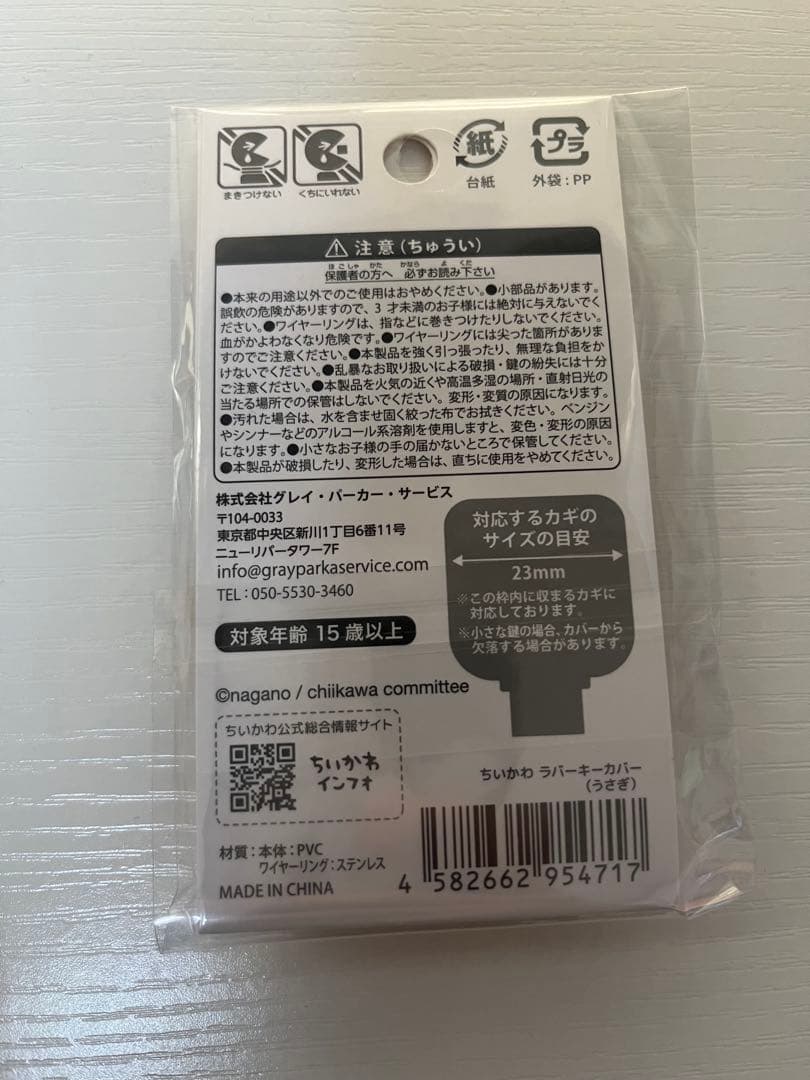 まきつけない
くちにいれない
紙
台紙
プラ
外袋：PP
注意（ちゅうい）
ほごしゃ かた かなら よ くだ
保護者の方へ 必ずお読み下さい
●本来の用途以外でのご使用はおやめください。●小部品があります。
誤飲の危険がありますので、3才未満のお子様には絶対に与えないでく
ださい。●ワイヤーリングは、指などに巻きつけたりしないでください。
血がかよわなくなり危険です。●ワイヤーリングには尖った箇所がありま
すのでご注意ください。●本製品を強く引っ張ったり、無理な負担をか
けないでください。●乱暴なお取り扱いによる破損・鍵の紛失には十分
ご注意ください。●本製品を火気の近くや高温多湿の場所・直射日光の
当たる場所での保管はしないでください。変形・変質の原因になります。
●汚れた場合は、水を含ませ固く絞った布でお拭きください。ベンジン
やシンナーなどのアルコール系溶剤を使用しますと、変色・変形の原因
になります。●小さなお子様の手の届かないところで保管してください。
●本製品が破損したり、変形した場合は、直ちに使用をやめてください。
株式会社グレイ・パーカー・サービス
〒104-0033
東京都中央区新川1丁目6番11号
ニューリバータワー7F
info@grayparkaservice.com
TEL：050-5530-3460
対象年齢 15歳以上
対応するカギの
サイズの目安
23mm
※この枠内に収まるカギに
対応しております。
※小さな鍵の場合、カバーから
欠落する場合があります。
©nagano / chiikawa committee
ちいかわ公式総合情報サイト
ちいかわ
インフォ
ちいかわ ラバーキーカバー
（うさぎ）
材質：本体：PVC
ワイヤーリング：ステンレス
MADE IN CHINA
4 582662 954717